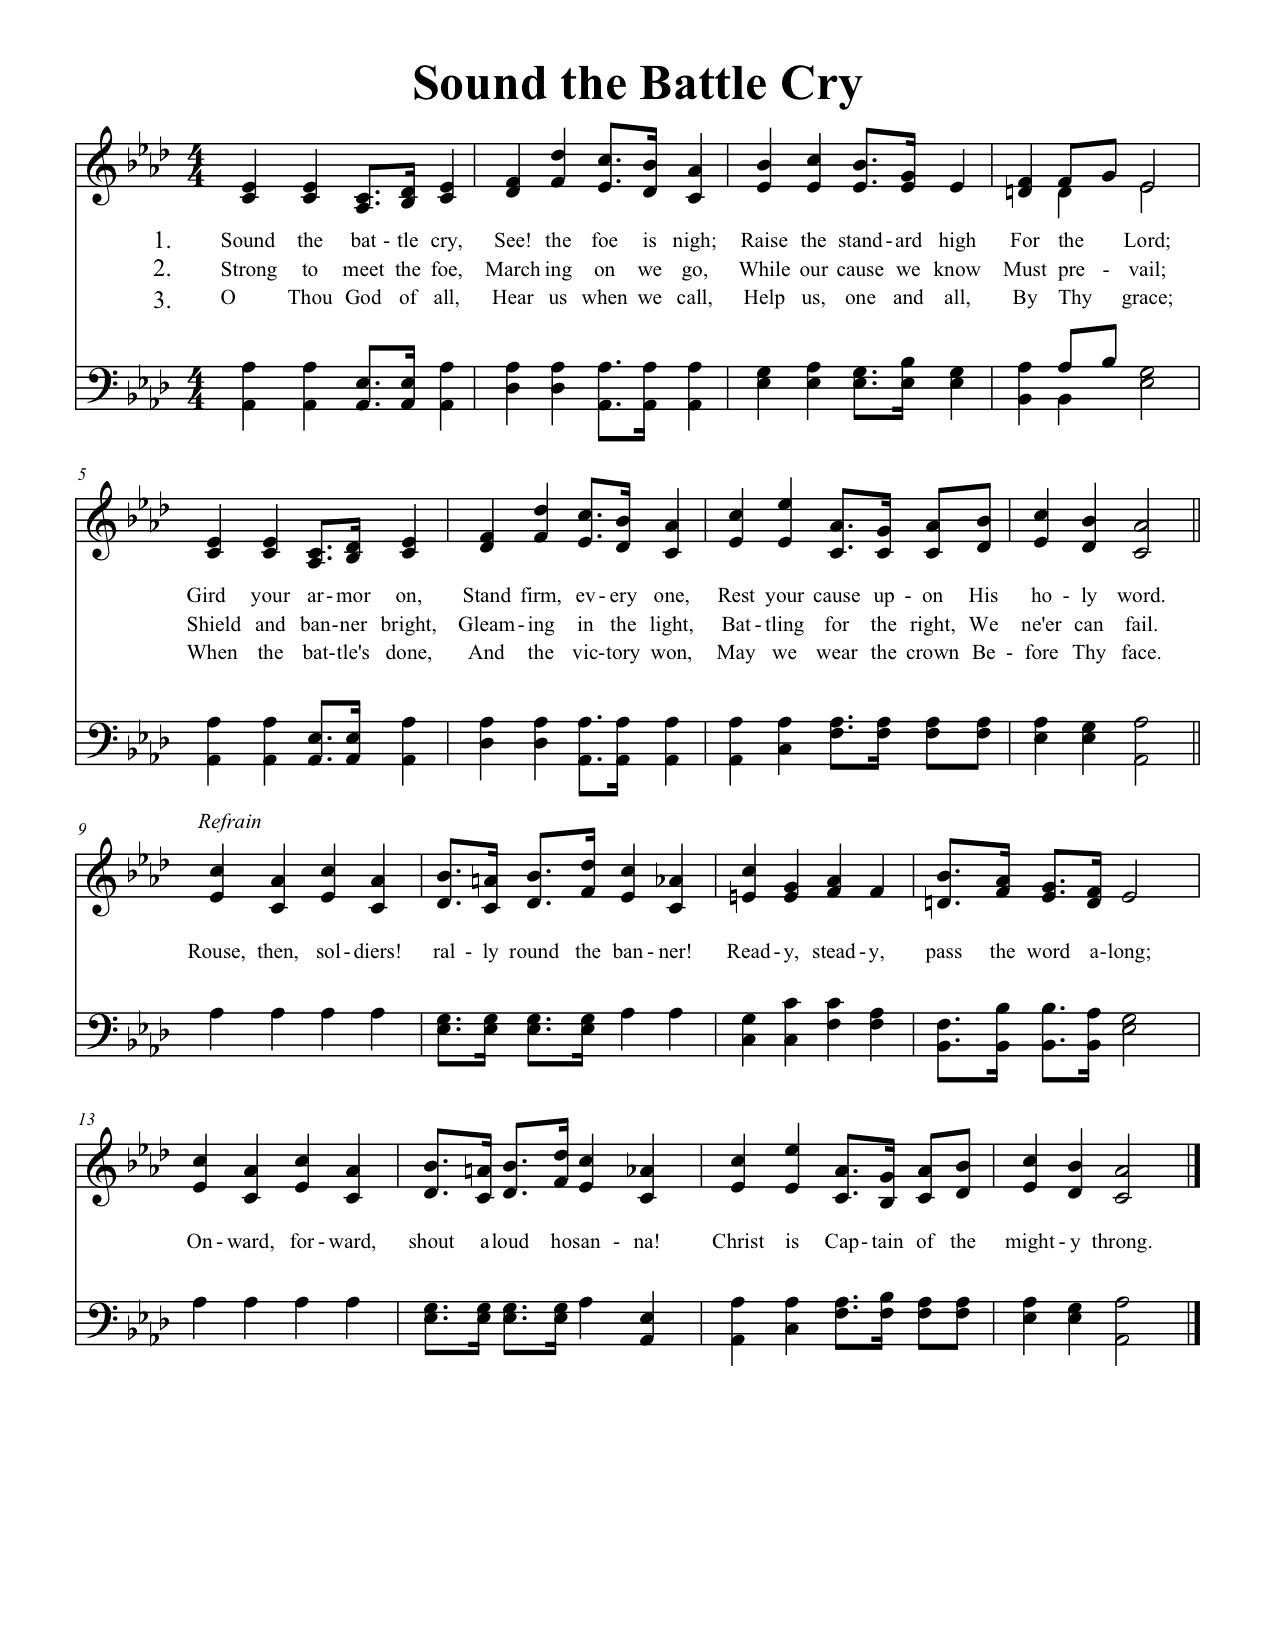 Sound the Battle Cry
4
4
1. Sound the bat - tle cry, See! the foe is nigh; Raise the stand - ard high For the Lord;
2. Strong to meet the foe, March ing on we go, While our cause we know Must pre - vail;
3. O Thou God of all, Hear us when we call, Help us, one and all, By Thy grace;
4
4
5
Gird your ar - mor on, Stand firm, ev - ery one, Rest your cause up - on His ho - ly word.
Shield and ban - ner bright, Gleam - ing in the light, Bat - tling for the right, We ne'er can fail.
When the bat - tle's done, And the vic - tory won, May we wear the crown Be - fore Thy face.
9
Refrain
Rouse, then, sol - diers! ral - ly round the ban - ner! Read - y, stead - y, pass the word a - long;
13
On - ward, for - ward, shout aloud hosan - na! Christ is Cap - tain of the might - y throng.